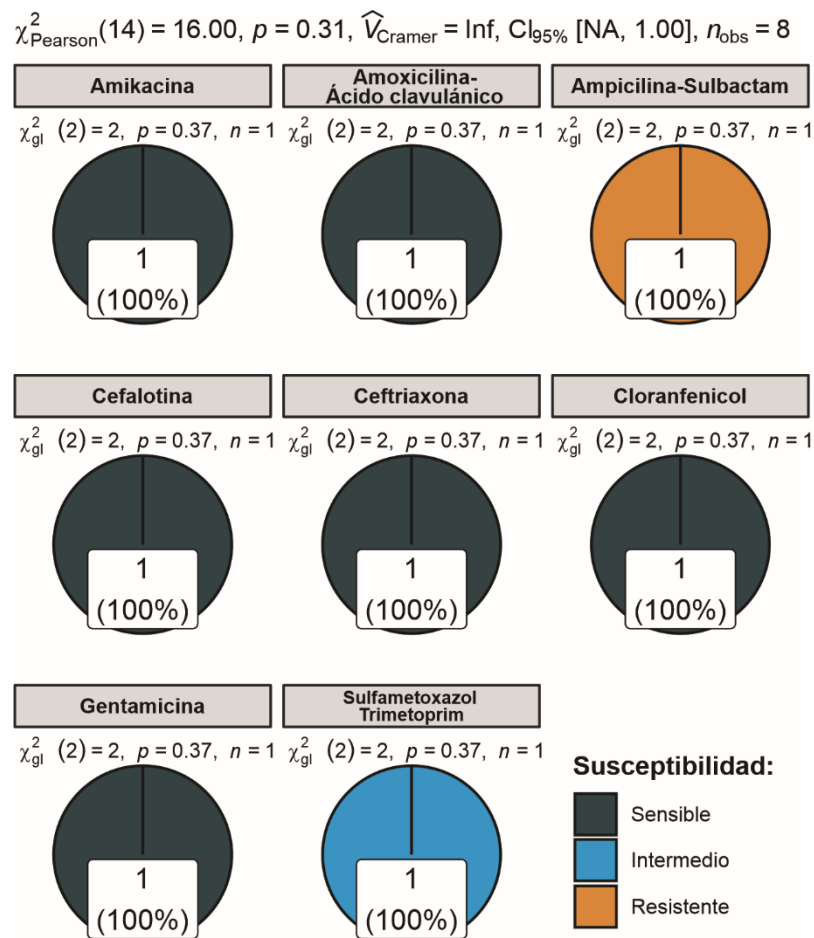 χ²Pearson(14) = 16.00, p = 0.31, V̂Cramer = Inf, CI95% [NA, 1.00], nobs = 8
Amikacina
Amoxicilina-
Ácido clavulánico
Ampicilina-Sulbactam
χ²gl (2) = 2, p = 0.37, n = 1
χ²gl (2) = 2, p = 0.37, n = 1
χ²gl (2) = 2, p = 0.37, n = 1
1
(100%)
1
(100%)
1
(100%)
Cefalotina
Ceftriaxona
Cloranfenicol
χ²gl (2) = 2, p = 0.37, n = 1
χ²gl (2) = 2, p = 0.37, n = 1
χ²gl (2) = 2, p = 0.37, n = 1
1
(100%)
1
(100%)
1
(100%)
Gentamicina
Sulfametoxazol
Trimetoprim
χ²gl (2) = 2, p = 0.37, n = 1
χ²gl (2) = 2, p = 0.37, n = 1
1
(100%)
1
(100%)
Susceptibilidad:
Sensible
Intermedio
Resistente